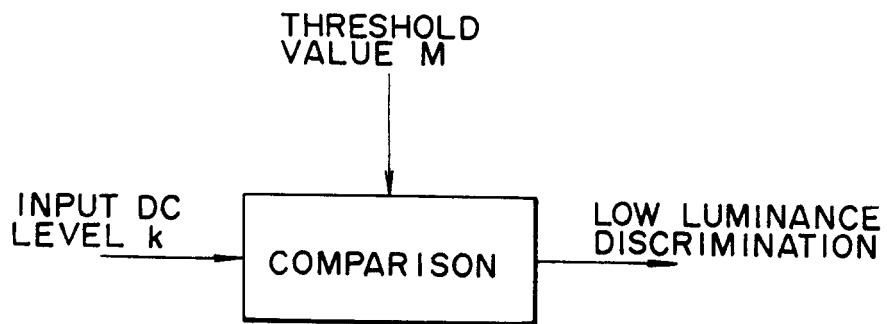 THRESHOLD
VALUE M
INPUT DC
LEVEL k
COMPARISON
LOW LUMINANCE
DISCRIMINATION